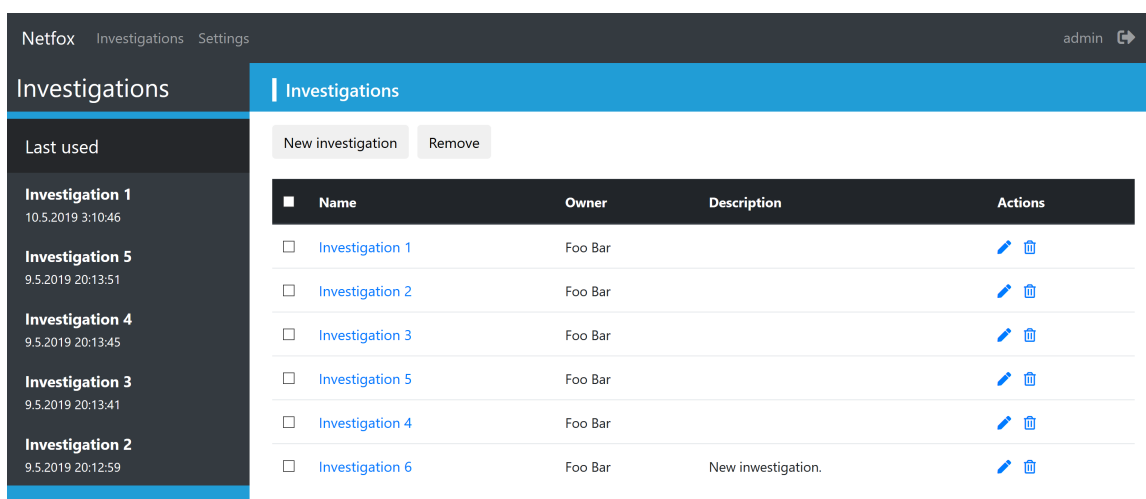 Netfox Investigations Settings admin
Investigations
Investigations
Last used
Investigation 1
10.5.2019 3:10:46
Investigation 5
9.5.2019 20:13:51
Investigation 4
9.5.2019 20:13:45
Investigation 3
9.5.2019 20:13:41
Investigation 2
9.5.2019 20:12:59
New investigation Remove
Name Owner Description Actions
Investigation 1 Foo Bar
Investigation 2 Foo Bar
Investigation 3 Foo Bar
Investigation 5 Foo Bar
Investigation 4 Foo Bar
Investigation 6 Foo Bar New inwestigation.